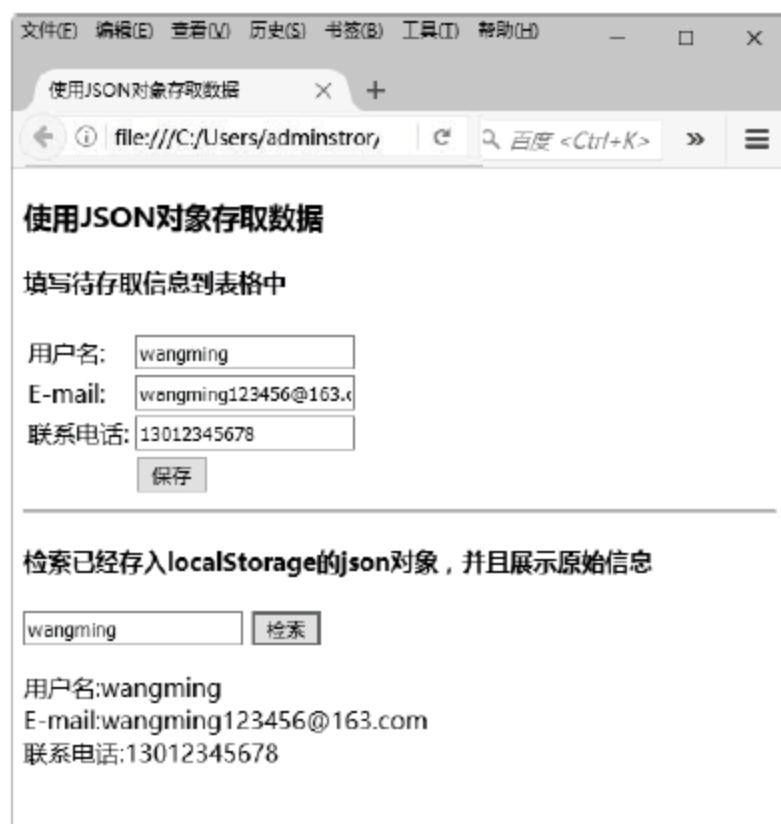 文件(F) 编辑(E) 查看(V) 历史(S) 书签(B) 工具(T) 帮助(H)
使用JSON对象存取数据
file:///C:/Users/adminstror/ 百度 <Ctrl+K>
使用JSON对象存取数据
填写待存取信息到表格中
用户名: wangming
E-mail: wangming123456@163.c
联系电话: 13012345678
保存
检索已经存入localStorage的json对象，并且展示原始信息
wangming 检索
用户名:wangming
E-mail:wangming123456@163.com
联系电话:13012345678